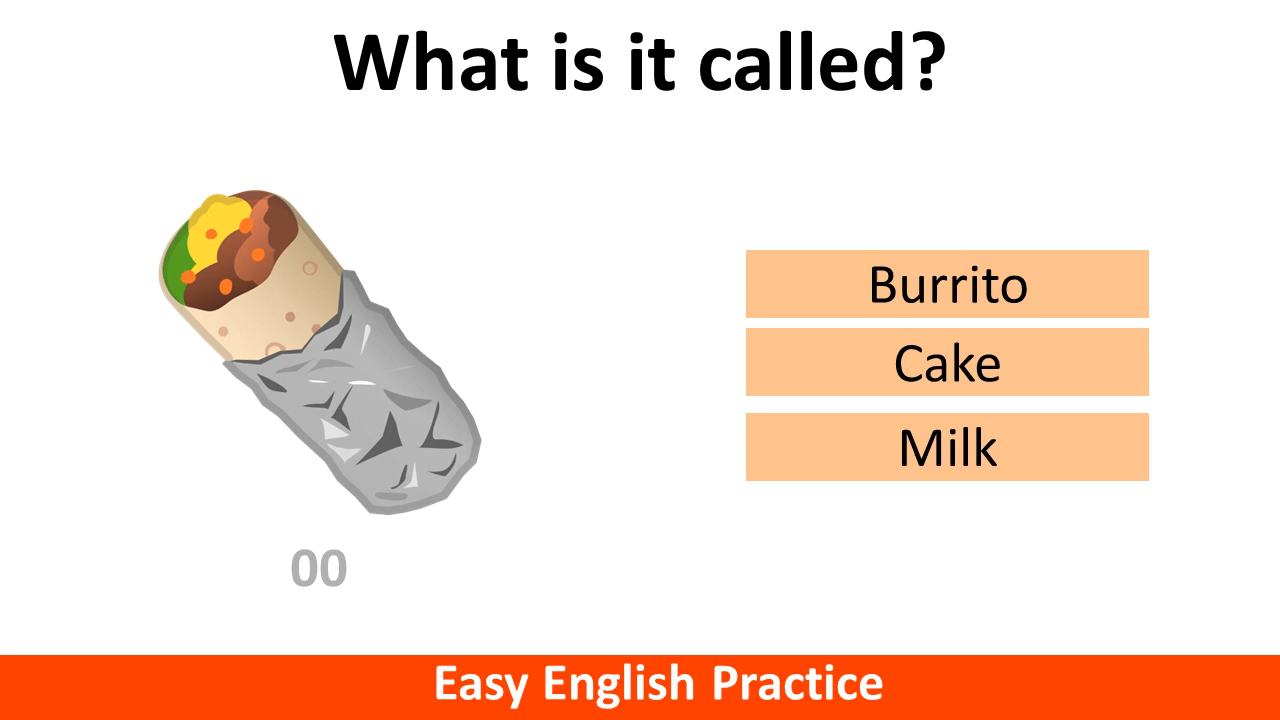 What is it called?
Burrito
Cake
Milk
00
Easy English Practice